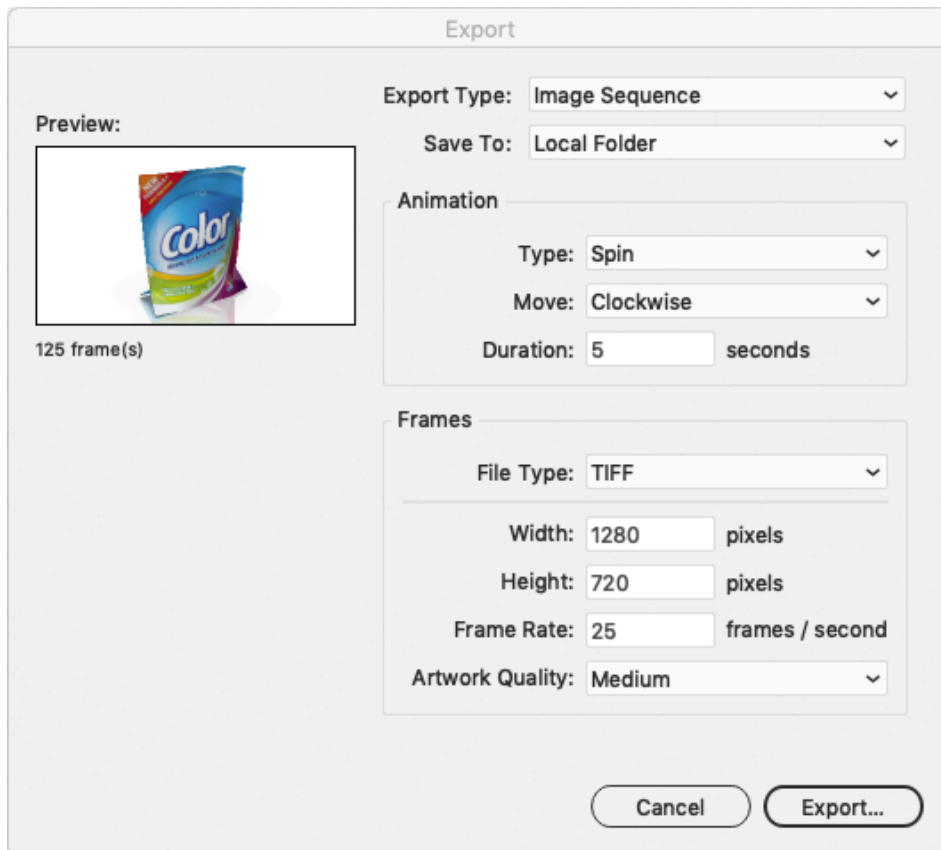 Export
Export Type: Image Sequence
Save To: Local Folder
Preview:
NEW
Color
125 frame(s)
Animation
Type: Spin
Move: Clockwise
Duration: 5 seconds
Frames
File Type: TIFF
Width: 1280 pixels
Height: 720 pixels
Frame Rate: 25 frames / second
Artwork Quality: Medium
Cancel Export...